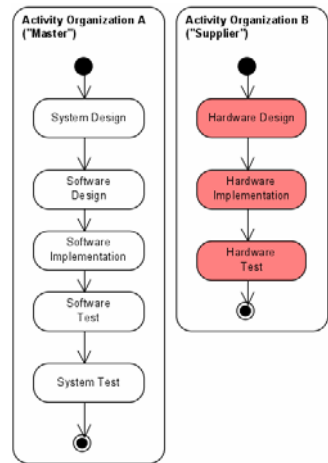 Activity Organization A
("Master")
System Design
Software
Design
Software
Implementation
Software
Test
System Test
Activity Organization B
("Supplier")
Hardware Design
Hardware
Implementation
Hardware
Test